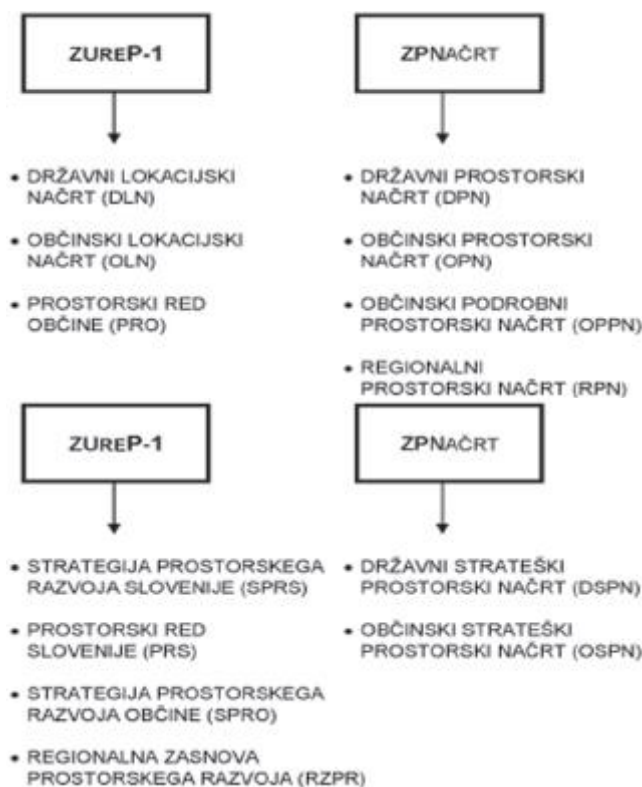 ZUREP-1
• DRŽAVNI LOKACIJSKI
NAČRT (DLN)
• OBČINSKI LOKACIJSKI
NAČRT (OLN)
• PROSTORSKI RED
OBČINE (PRO)
ZPNAČRT
• DRŽAVNI PROSTORSKI
NAČRT (DPN)
• OBČINSKI PROSTORSKI
NAČRT (OPN)
• OBČINSKI PODROBNI
PROSTORSKI NAČRT (OPPN)
• REGIONALNI
PROSTORSKI NAČRT (RPN)
ZUREP-1
• STRATEGIJA PROSTORSKEGA
RAZVOJA SLOVENIJE (SPRS)
• PROSTORSKI RED
SLOVENIJE (PRS)
• STRATEGIJA PROSTORSKEGA
RAZVOJA OBČINE (SPRO)
• REGIONALNA ZASNOVA
PROSTORSKEGA RAZVOJA (RZPR)
ZPNAČRT
• DRŽAVNI STRATEŠKI
PROSTORSKI NAČRT (DSPN)
• OBČINSKI STRATEŠKI
PROSTORSKI NAČRT (OSPN)